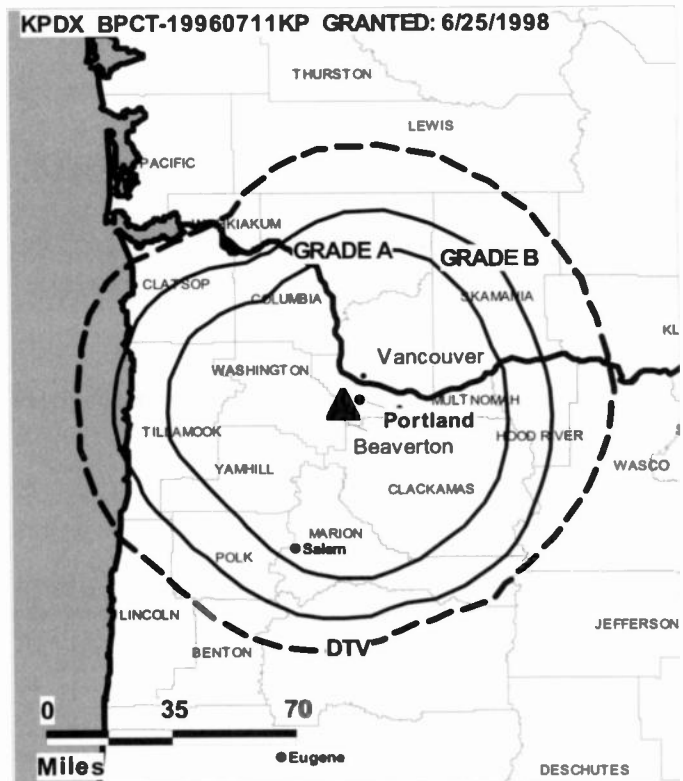 KPDX BPCT-19960711KP GRANTED: 6/25/1998
THURSTON
LEWIS
PACIFIC
GRADE A
GRADE B
CLATSOP
COLUMBIA
SKAMANIA
KL
WASHINGTON
Vancouver
MULTNOMAH
Portland
TILLAMOOK
Beaverton
HOOD RIVER
YAMHILL
WASCO
CLACKAMAS
MARION
Salem
POLK
LINCOLN
JEFFERSON
BENTON
DTV
0 35 70
Miles
Eugene
DESCHUTES